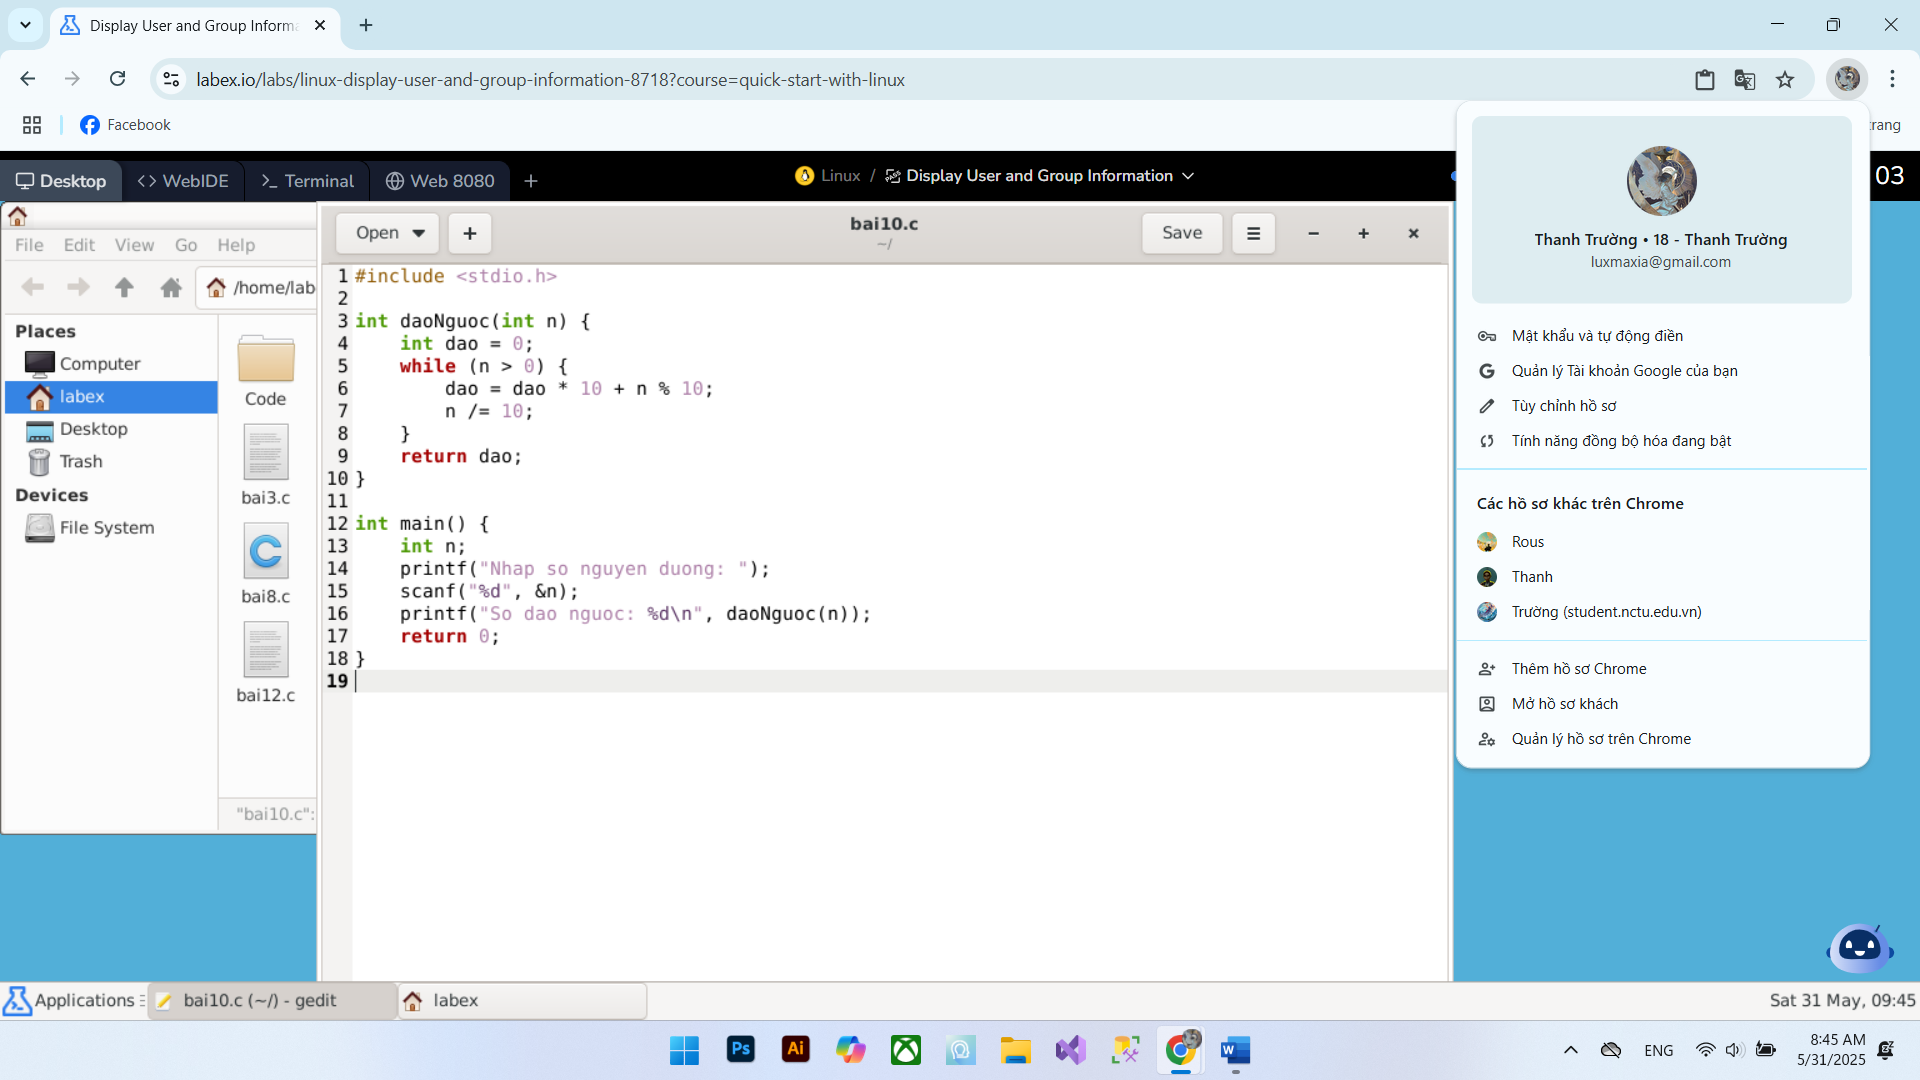 Display User and Group Informa
labex.io/labs/linux-display-user-and-group-information-8718?course=quick-start-with-linux
Facebook
trang
Desktop
WebIDE
Terminal
Web 8080
Linux / Display User and Group Information
03
File Edit View Go Help
/home/lab
Places
Computer
labex
Desktop
Trash
Devices
File System
Code
bai3.c
bai8.c
bai12.c
"bai10.c":
Open
bai10.c
~/
Save
1 #include <stdio.h>
2
3 int daoNguoc(int n) {
4     int dao = 0;
5     while (n > 0) {
6         dao = dao * 10 + n % 10;
7         n /= 10;
8     }
9     return dao;
10 }
11
12 int main() {
13     int n;
14     printf("Nhap so nguyen duong: ");
15     scanf("%d", &n);
16     printf("So dao nguoc: %d\n", daoNguoc(n));
17     return 0;
18 }
19
Thanh Trường • 18 - Thanh Trường
luxmaxia@gmail.com
Mật khẩu và tự động điền
Quản lý Tài khoản Google của bạn
Tùy chỉnh hồ sơ
Tính năng đồng bộ hóa đang bật
Các hồ sơ khác trên Chrome
Rous
Thanh
Trường (student.nctu.edu.vn)
Thêm hồ sơ Chrome
Mở hồ sơ khách
Quản lý hồ sơ trên Chrome
Applications
bai10.c (~/) - gedit
labex
Sat 31 May, 09:45
Ps
Ai
W
ENG
8:45 AM
5/31/2025